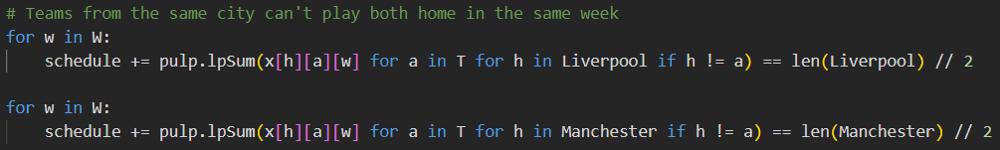 # Teams from the same city can't play both home in the same week
for w in W:
    schedule += pulp.lpSum(x[h][a][w] for a in T for h in Liverpool if h != a) == len(Liverpool) // 2
for w in W:
    schedule += pulp.lpSum(x[h][a][w] for a in T for h in Manchester if h != a) == len(Manchester) // 2